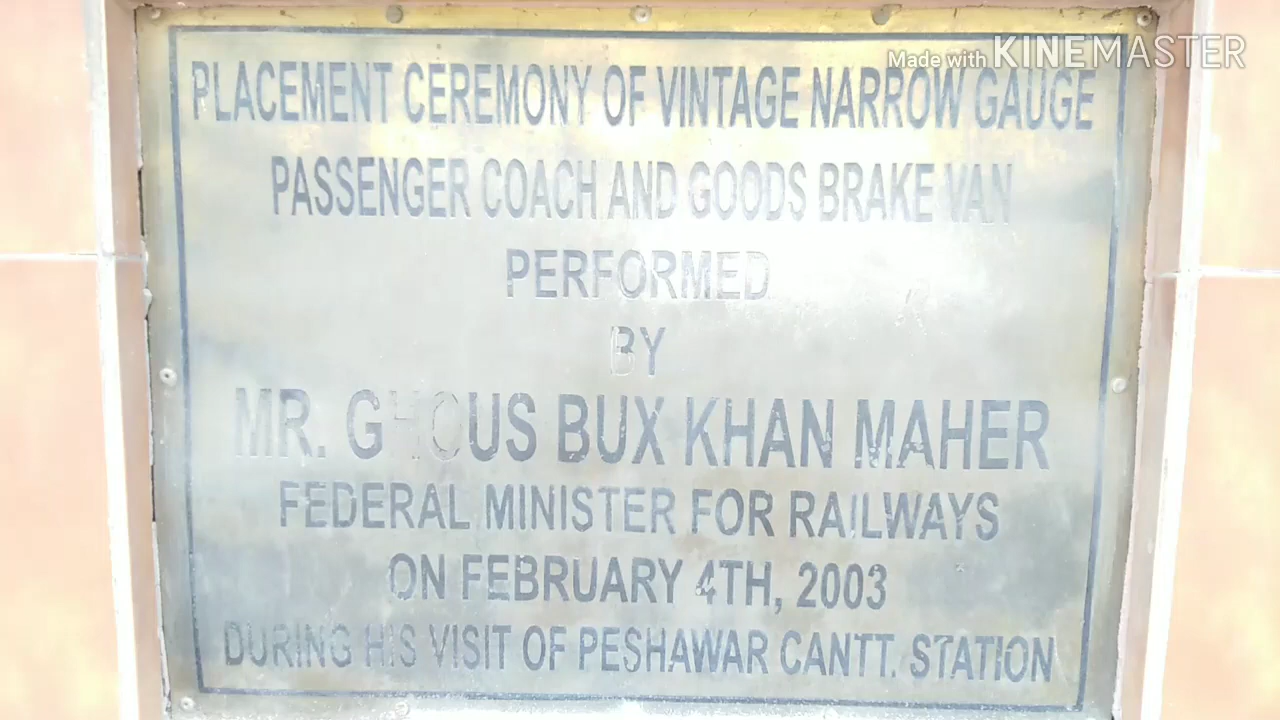 Made with KINEMASTER
PLACEMENT CEREMONY OF VINTAGE NARROW GAUGE
PASSENGER COACH AND GOODS BRAKE VAN
PERFORMED
BY
MR. GHOUS BUX KHAN MAHER
FEDERAL MINISTER FOR RAILWAYS
ON FEBRUARY 4TH, 2003
DURING HIS VISIT OF PESHAWAR CANTT. STATION